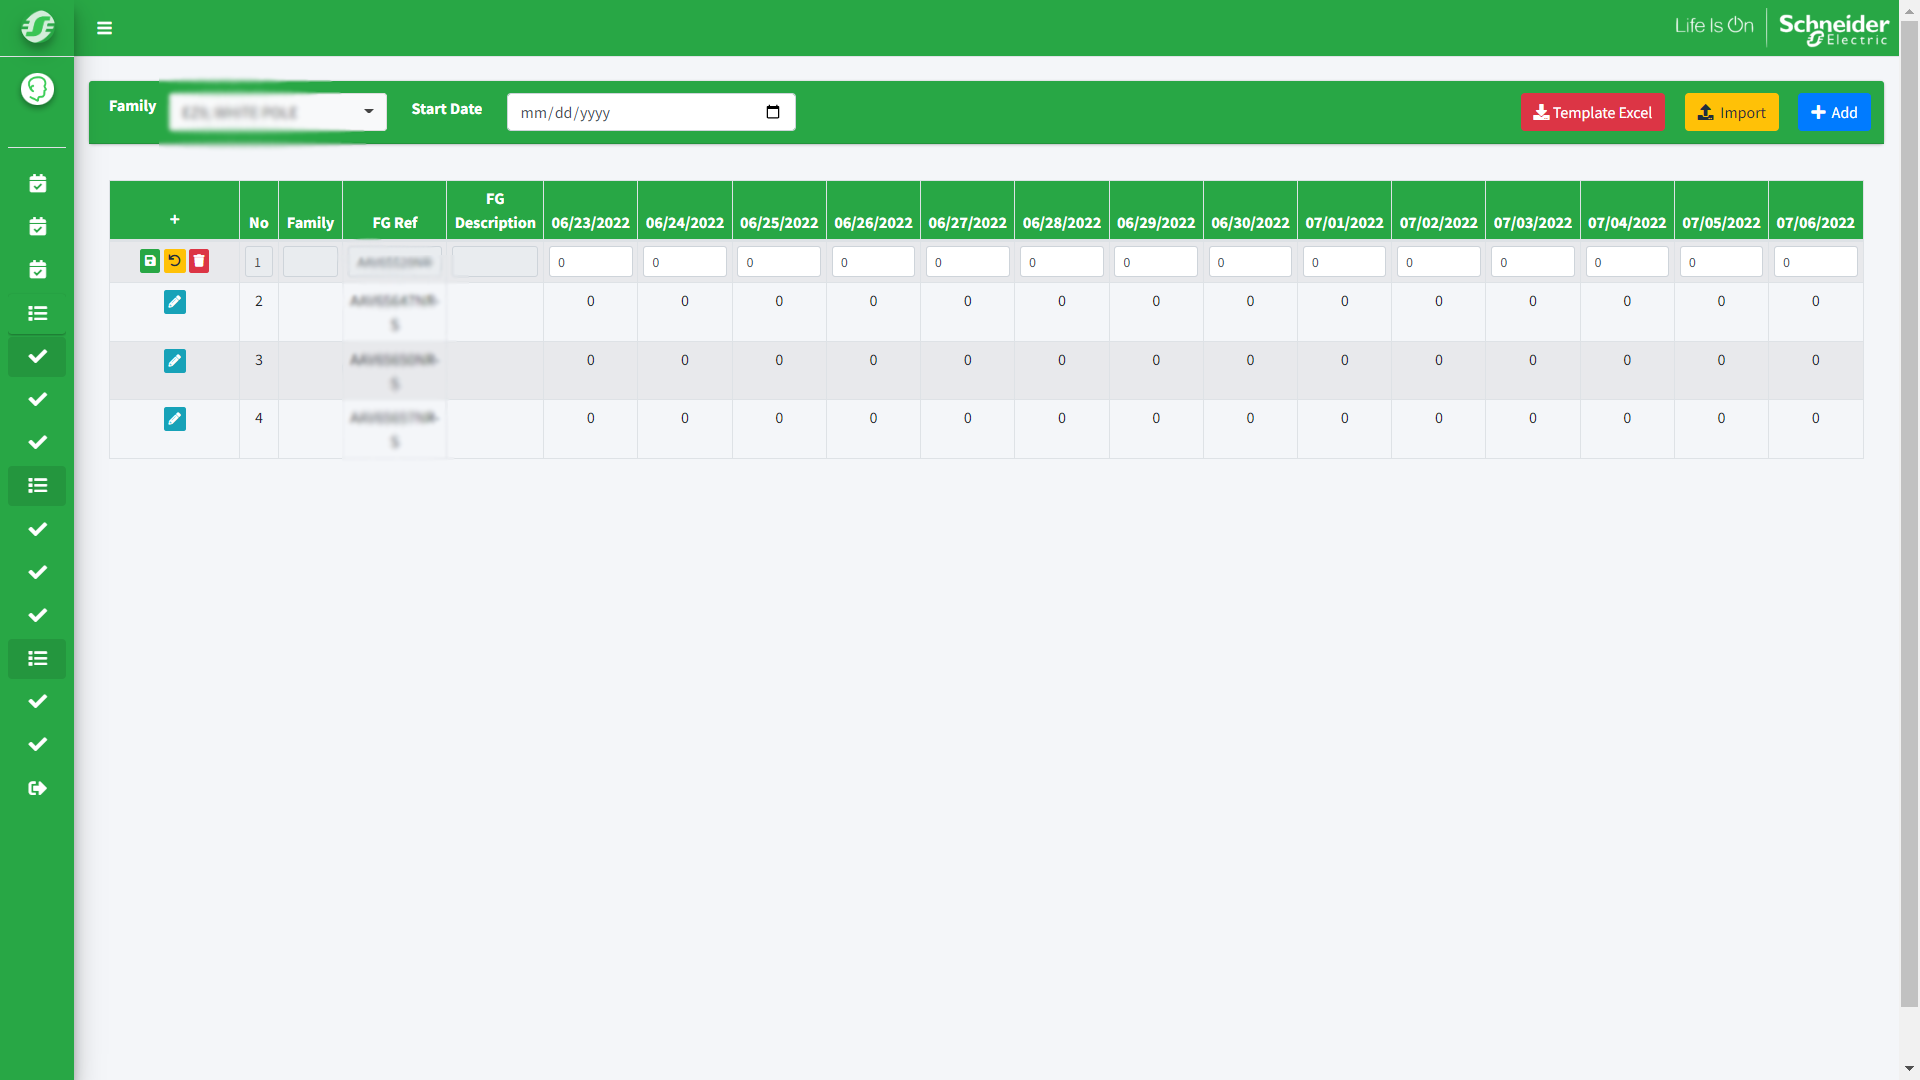 Life Is On
Schneider
Electric
Family
Start Date
mm/dd/yyyy
Template Excel
Import
+ Add
+ No Family FG Ref FG Description 06/23/2022 06/24/2022 06/25/2022 06/26/2022 06/27/2022 06/28/2022 06/29/2022 06/30/2022 07/01/2022 07/02/2022 07/03/2022 07/04/2022 07/05/2022 07/06/2022
1 0 0 0 0 0 0 0 0 0 0 0 0 0 0
2 0 0 0 0 0 0 0 0 0 0 0 0 0 0
3 0 0 0 0 0 0 0 0 0 0 0 0 0 0
4 0 0 0 0 0 0 0 0 0 0 0 0 0 0